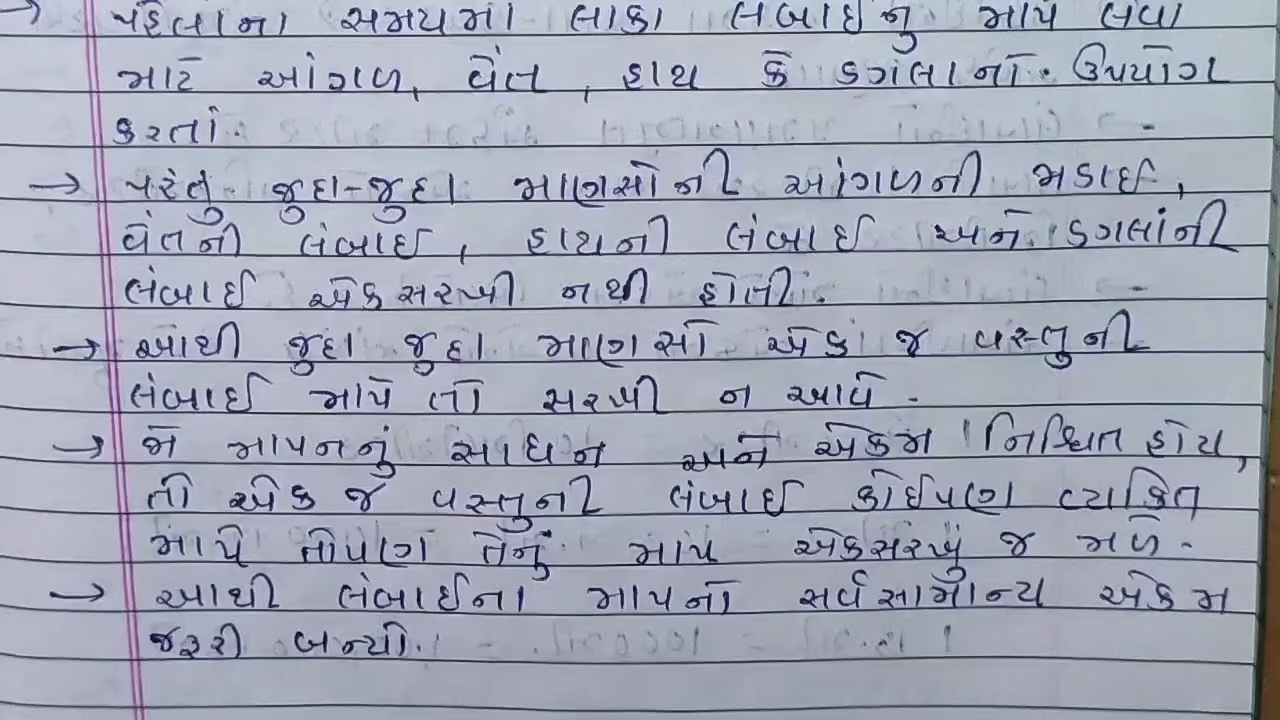 → પહેલાના સમયમાં લોકો લંબાઈનું માપ લેવા
માટે આંગળ, વેંત, હાથ કે ડગલાનો ઉપયોગ
કરતાં.
→ પરંતુ જુદા-જુદા માણસોની આંગળની જાડાઈ,
વેંતની લંબાઈ, હાથની લંબાઈ અને ડગલાંની
લંબાઈ એકસરખી નથી હોતી.
→ આથી જુદા જુદા માણસો એક જ વસ્તુની
લંબાઈ માપે તો સરખી ન આવે.
→ જો માપનનું સાધન અને એકમ નિશ્ચિત હોય,
તો એક જ વસ્તુની લંબાઈ કોઈપણ વ્યકિત
માપે તોપણ તેનું માપ એકસરખું જ મળે.
→ આથી લંબાઈના માપનો સર્વસામાન્ય એકમ
જરૂરી બન્યો.